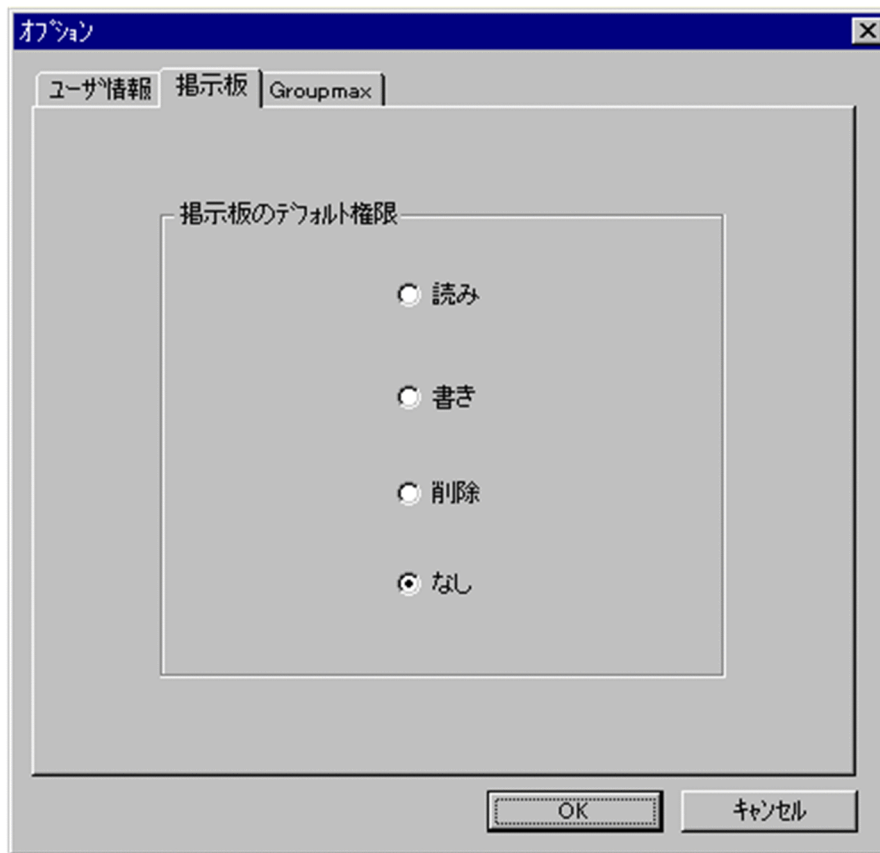 オプション
ユーザ情報 掲示板 Groupmax
掲示板のデフォルト権限
読み
書き
削除
なし
OK キャンセル